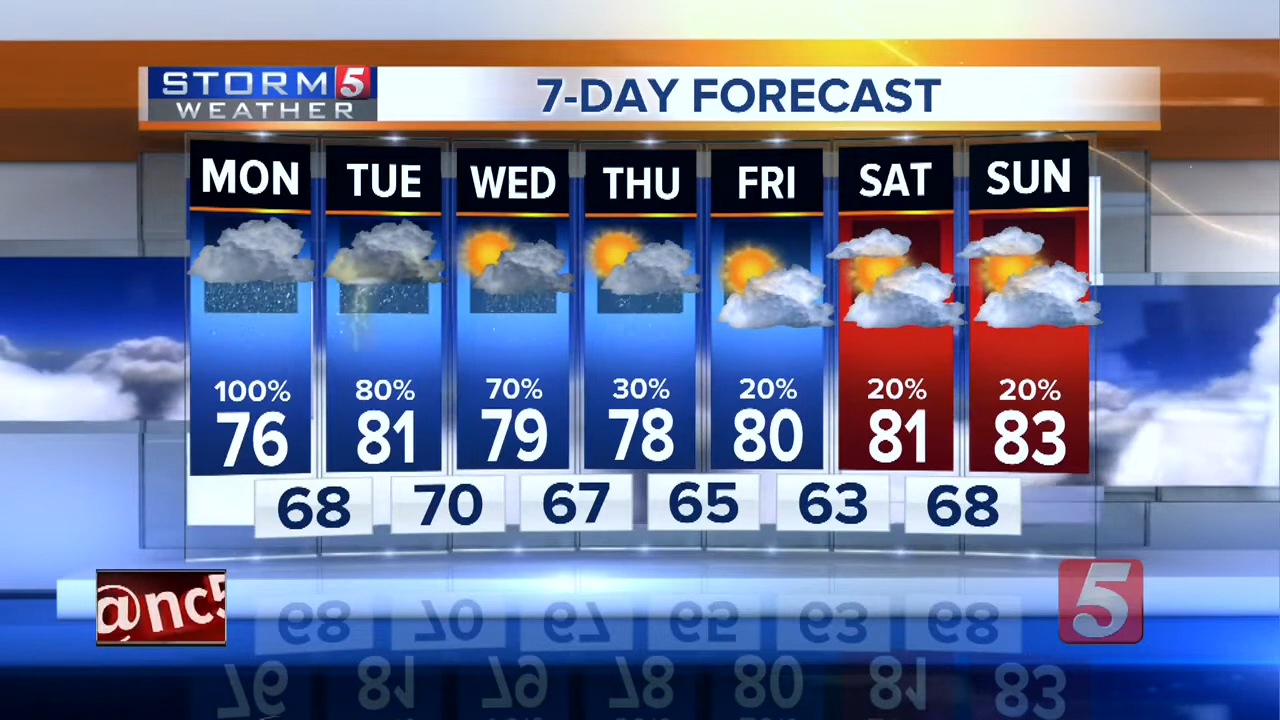 STORM 5
WEATHER
7-DAY FORECAST
MON TUE WED THU FRI SAT SUN
100% 80% 70% 30% 20% 20% 20%
76 81 79 78 80 81 83
68 70 67 65 63 68
@nc5
5